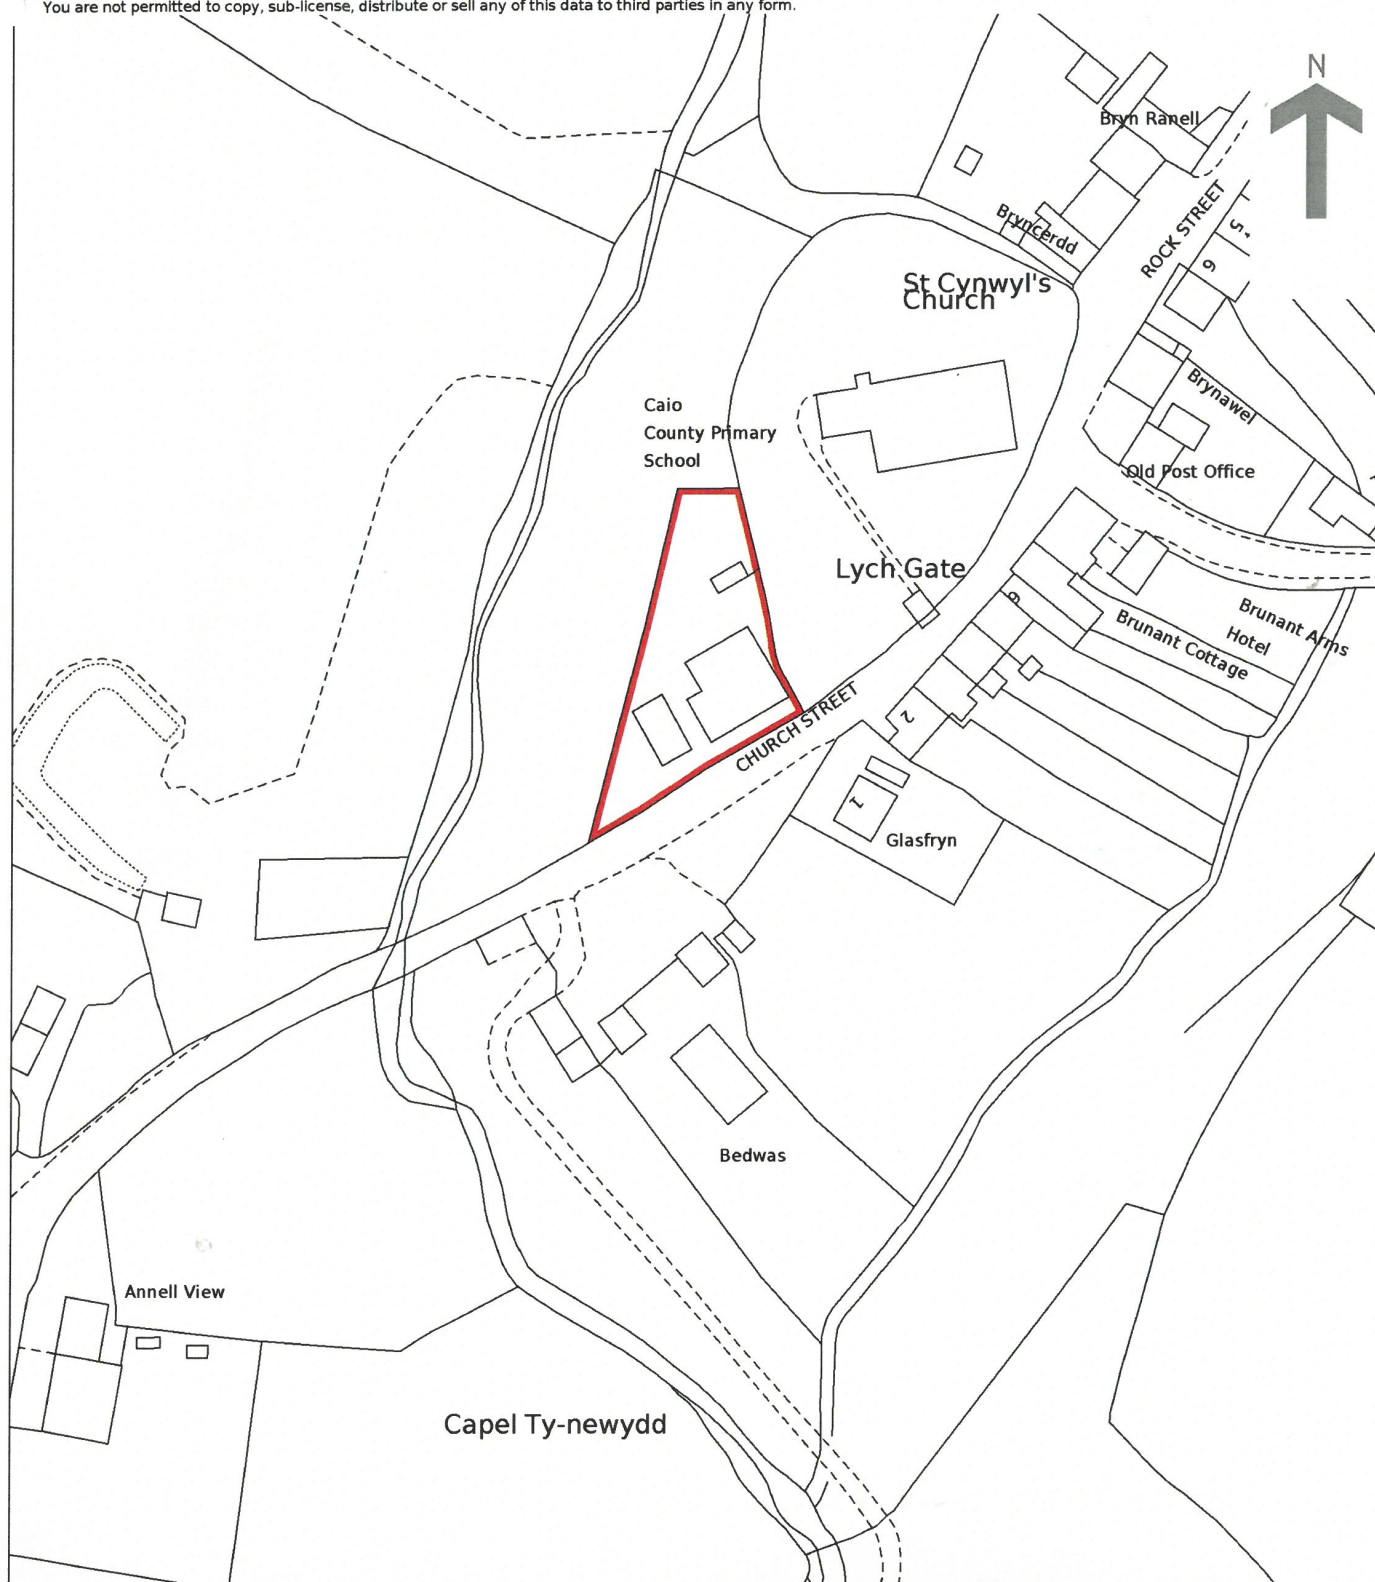 You are not permitted to copy, sub-license, distribute or sell any of this data to third parties in any form.
N
Bryn Ranell
Bryncerdd
ROCK STREET
5
6
St Cynwyl's
Church
Caio
County Primary
School
Brynawel
Old Post Office
Lych Gate
6
Brunant Arms
Hotel
Brunant Cottage
CHURCH STREET
2
1
Glasfryn
Bedwas
Annell View
Capel Ty-newydd